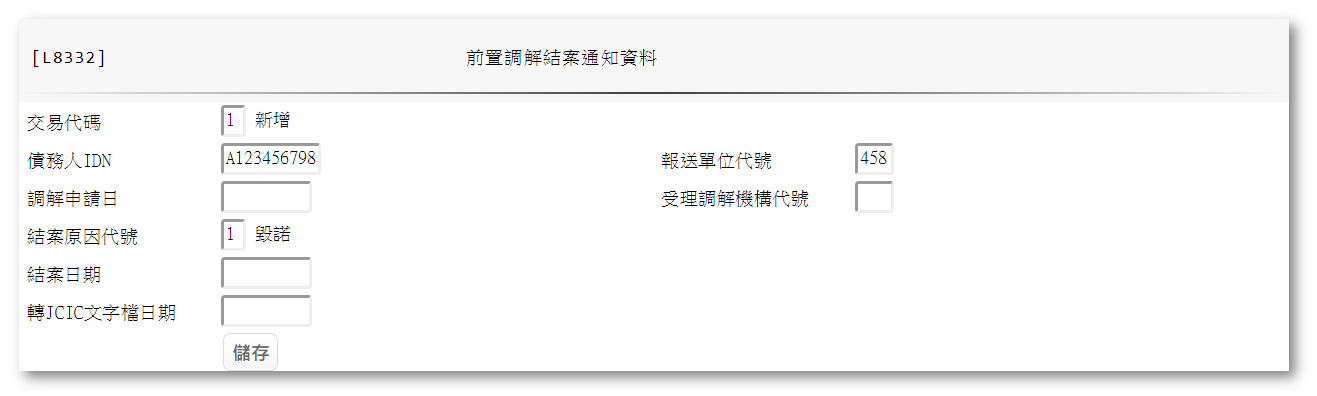 [L8332] 前置調解結案通知資料
交易代碼 1 新增
債務人IDN A123456798 報送單位代號 458
調解申請日 受理調解機構代號
結案原因代號 1 毀諾
結案日期
轉JCIC文字檔日期
儲存